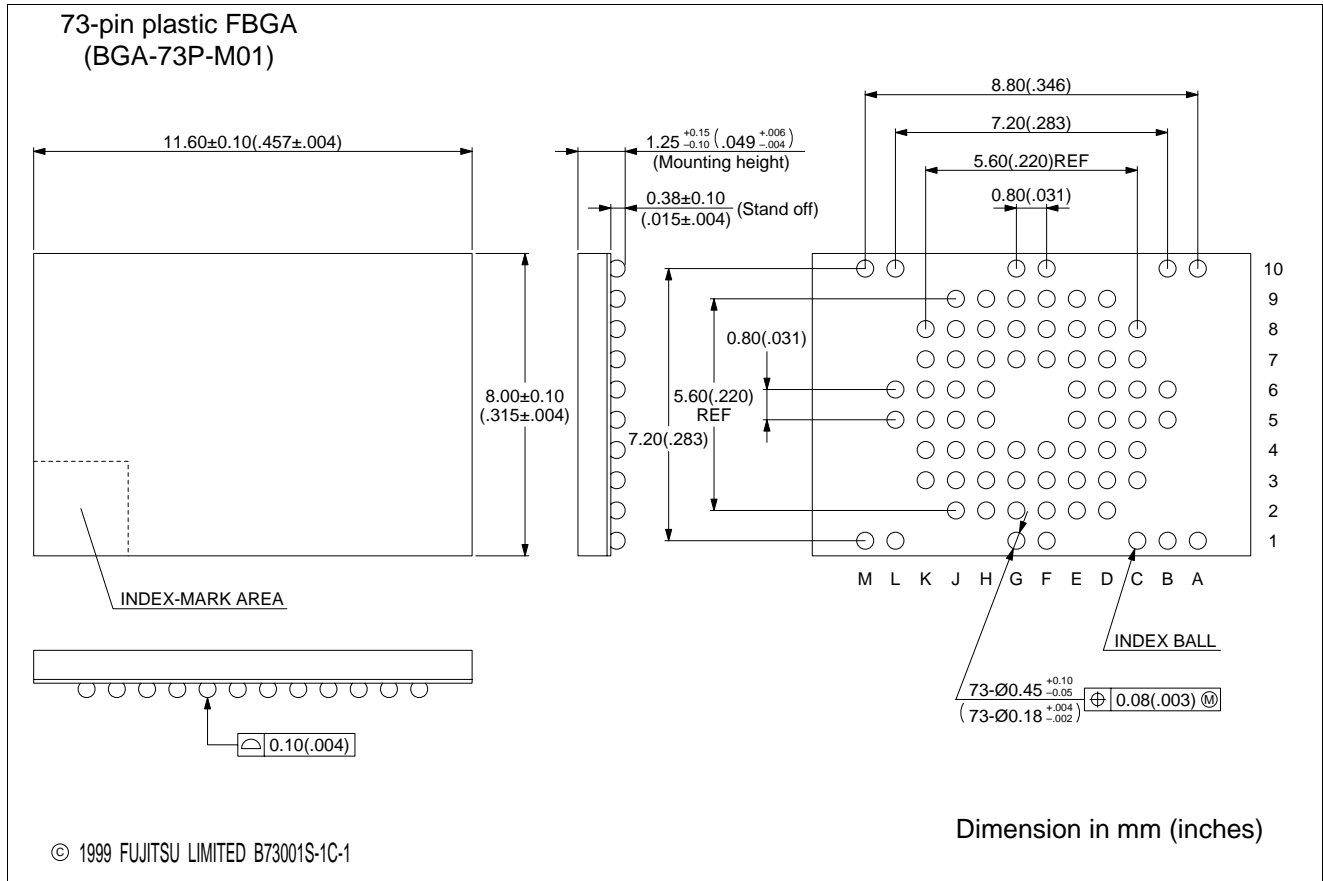 73-pin plastic FBGA
(BGA-73P-M01)
11.60±0.10(.457±.004)
1.25 +0.15 –0.10 (.049 +.006 –.004)
(Mounting height)
0.38±0.10
(.015±.004)
(Stand off)
8.80(.346)
7.20(.283)
5.60(.220)REF
0.80(.031)
8.00±0.10
(.315±.004)
0.80(.031)
5.60(.220)
REF
7.20(.283)
10
9
8
7
6
5
4
3
2
1
M L K J H G F E D C B A
INDEX-MARK AREA
INDEX BALL
73-Ø0.45 +0.10 –0.05
(73-Ø0.18 +.004 –.002)
⌖ 0.08(.003) Ⓜ
⌓ 0.10(.004)
© 1999 FUJITSU LIMITED B73001S-1C-1
Dimension in mm (inches)